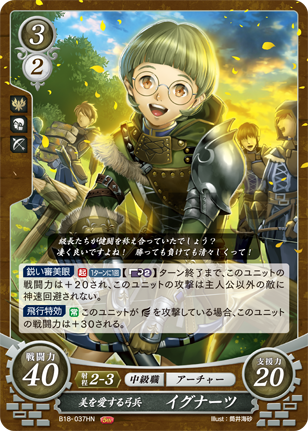 3
2
級長たちが健闘を称え合っていたでしょう？
凄く良いですよね！ 勝っても負けても清々しくって！
鋭い審美眼 起 1ターンに1回 2 ターン終了まで、このユニットの
戦闘力は＋20され、このユニットの攻撃は主人公以外の敵に
神速回避されない。
飛行特効 常 このユニットが を攻撃している場合、このユニット
の戦闘力は＋30される。
戦闘力
40
射程 2-3 中級職 アーチャー
美を愛する弓兵 イグナーツ
支援力
20
B18-037HN
Illust：筒井海砂